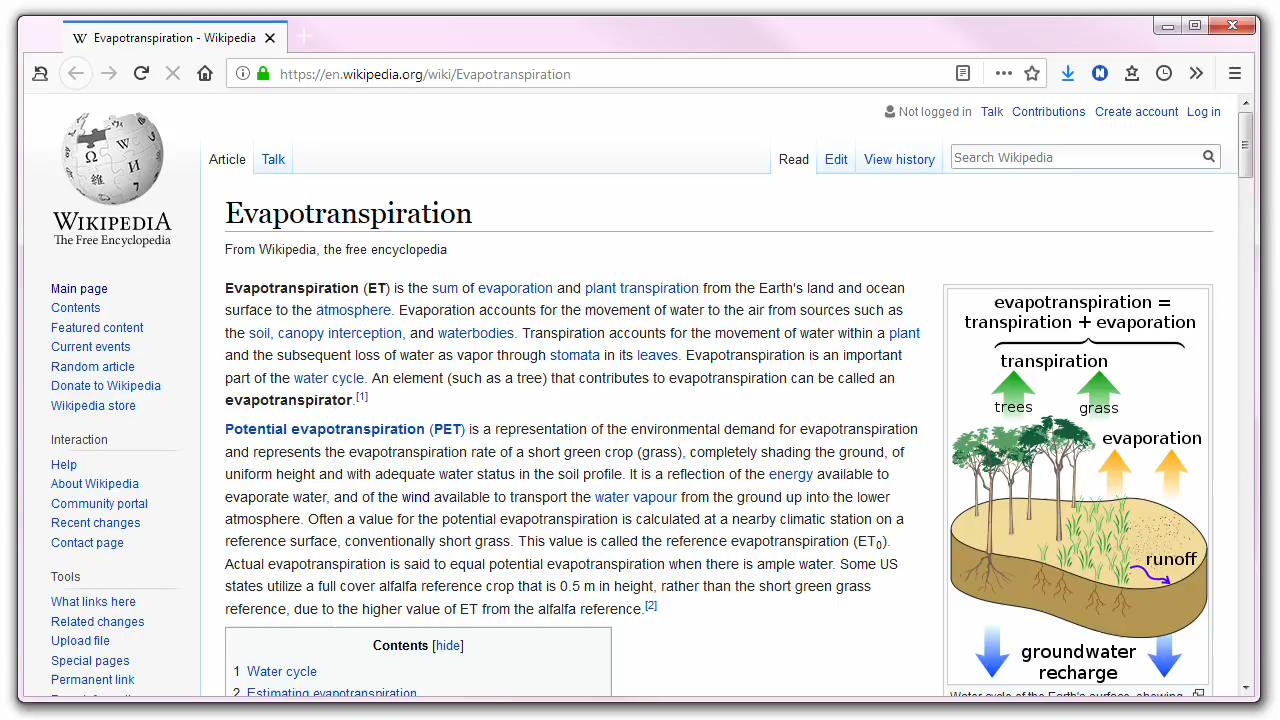 Evapotranspiration - Wikipedia
https://en.wikipedia.org/wiki/Evapotranspiration
Not logged in Talk Contributions Create account Log in
Article Talk Read Edit View history Search Wikipedia
WIKIPEDIA
The Free Encyclopedia
Main page
Contents
Featured content
Current events
Random article
Donate to Wikipedia
Wikipedia store
Interaction
Help
About Wikipedia
Community portal
Recent changes
Contact page
Tools
What links here
Related changes
Upload file
Special pages
Permanent link
Evapotranspiration
From Wikipedia, the free encyclopedia
Evapotranspiration (ET) is the sum of evaporation and plant transpiration from the Earth's land and ocean
surface to the atmosphere. Evaporation accounts for the movement of water to the air from sources such as
the soil, canopy interception, and waterbodies. Transpiration accounts for the movement of water within a plant
and the subsequent loss of water as vapor through stomata in its leaves. Evapotranspiration is an important
part of the water cycle. An element (such as a tree) that contributes to evapotranspiration can be called an
evapotranspirator.[1]
Potential evapotranspiration (PET) is a representation of the environmental demand for evapotranspiration
and represents the evapotranspiration rate of a short green crop (grass), completely shading the ground, of
uniform height and with adequate water status in the soil profile. It is a reflection of the energy available to
evaporate water, and of the wind available to transport the water vapour from the ground up into the lower
atmosphere. Often a value for the potential evapotranspiration is calculated at a nearby climatic station on a
reference surface, conventionally short grass. This value is called the reference evapotranspiration (ET0).
Actual evapotranspiration is said to equal potential evapotranspiration when there is ample water. Some US
states utilize a full cover alfalfa reference crop that is 0.5 m in height, rather than the short green grass
reference, due to the higher value of ET from the alfalfa reference.[2]
Contents [hide]
1 Water cycle
2 Estimating evapotranspiration
evapotranspiration =
transpiration + evaporation
transpiration
trees grass
evaporation
runoff
groundwater
recharge
Water cycle of the Earth's surface, showing